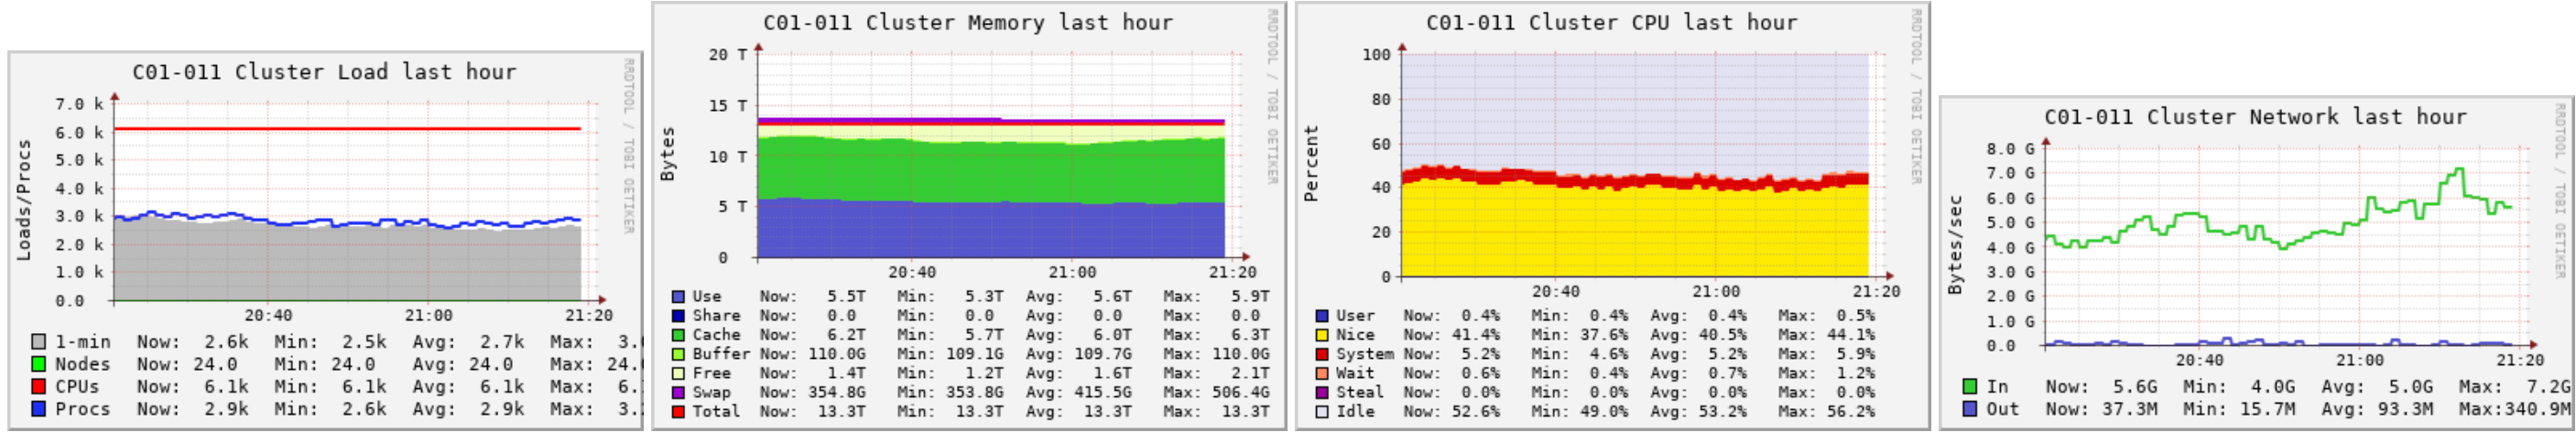 C01-011 Cluster Load last hour
RRDTOOL / TOBI OETIKER
Loads/Procs
7.0 k
6.0 k
5.0 k
4.0 k
3.0 k
2.0 k
1.0 k
0.0
20:40 21:00 21:20
1-min Now: 2.6k Min: 2.5k Avg: 2.7k Max: 3.
Nodes Now: 24.0 Min: 24.0 Avg: 24.0 Max: 24.
CPUs Now: 6.1k Min: 6.1k Avg: 6.1k Max: 6.
Procs Now: 2.9k Min: 2.6k Avg: 2.9k Max: 3.
C01-011 Cluster Memory last hour
RRDTOOL / TOBI OETIKER
Bytes
20 T
15 T
10 T
5 T
0
20:40 21:00 21:20
Use Now: 5.5T Min: 5.3T Avg: 5.6T Max: 5.9T
Share Now: 0.0 Min: 0.0 Avg: 0.0 Max: 0.0
Cache Now: 6.2T Min: 5.7T Avg: 6.0T Max: 6.3T
Buffer Now: 110.0G Min: 109.1G Avg: 109.7G Max: 110.0G
Free Now: 1.4T Min: 1.2T Avg: 1.6T Max: 2.1T
Swap Now: 354.8G Min: 353.8G Avg: 415.5G Max: 506.4G
Total Now: 13.3T Min: 13.3T Avg: 13.3T Max: 13.3T
C01-011 Cluster CPU last hour
RRDTOOL / TOBI OETIKER
Percent
100
80
60
40
20
0
20:40 21:00 21:20
User Now: 0.4% Min: 0.4% Avg: 0.4% Max: 0.5%
Nice Now: 41.4% Min: 37.6% Avg: 40.5% Max: 44.1%
System Now: 5.2% Min: 4.6% Avg: 5.2% Max: 5.9%
Wait Now: 0.6% Min: 0.4% Avg: 0.7% Max: 1.2%
Steal Now: 0.0% Min: 0.0% Avg: 0.0% Max: 0.0%
Idle Now: 52.6% Min: 49.0% Avg: 53.2% Max: 56.2%
C01-011 Cluster Network last hour
RRDTOOL / TOBI OETIKER
Bytes/sec
8.0 G
7.0 G
6.0 G
5.0 G
4.0 G
3.0 G
2.0 G
1.0 G
0.0
20:40 21:00 21:20
In Now: 5.6G Min: 4.0G Avg: 5.0G Max: 7.2G
Out Now: 37.3M Min: 15.7M Avg: 93.3M Max:340.9M